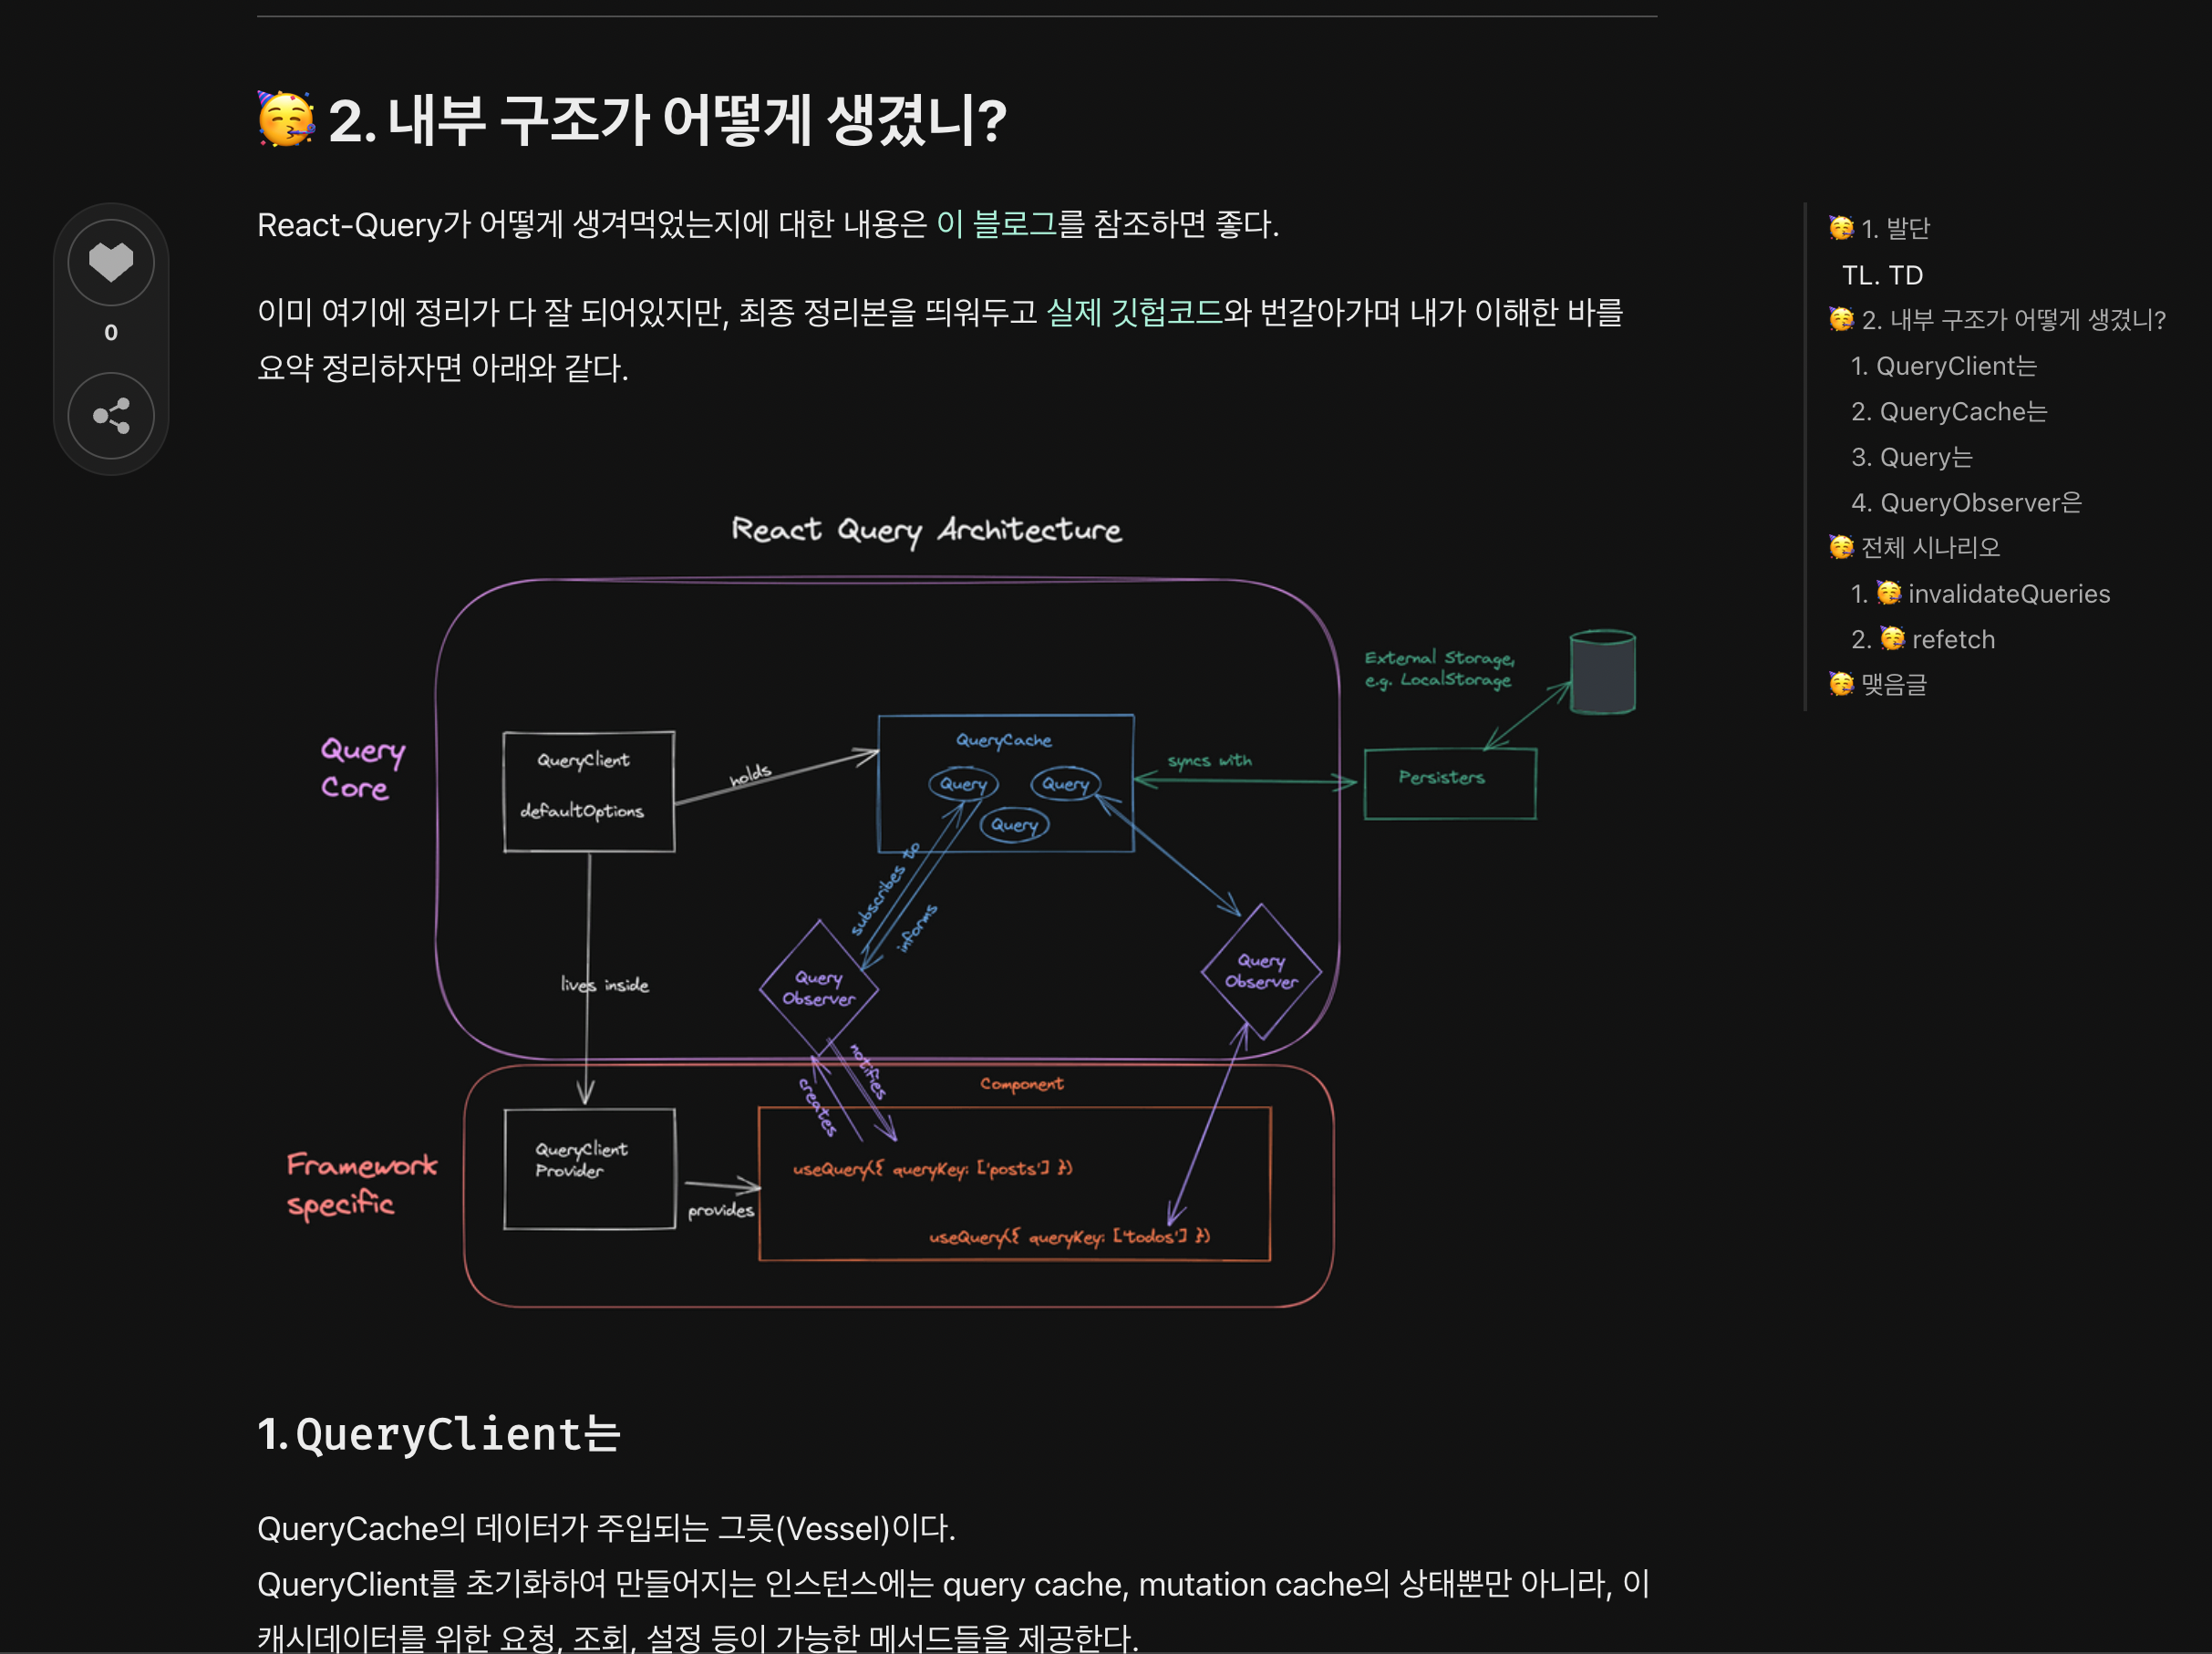 🥳 2. 내부 구조가 어떻게 생겼니?
React-Query가 어떻게 생겨먹었는지에 대한 내용은 이 블로그를 참조하면 좋다.
이미 여기에 정리가 다 잘 되어있지만, 최종 정리본을 띄워두고 실제 깃헙코드와 번갈아가며 내가 이해한 바를
요약 정리하자면 아래와 같다.
0
React Query Architecture
Query
Core
QueryClient
defaultOptions
holds
QueryCache
Query
Query
Query
syncs with
External Storage,
e.g. LocalStorage
Persisters
subscribes to
informs
lives inside
Query
Observer
Query
Observer
creates
notifies
Framework
specific
QueryClient
Provider
provides
Component
useQuery({ queryKey: ['posts'] })
useQuery({ queryKey: ['todos'] })
1. QueryClient는
QueryCache의 데이터가 주입되는 그릇(Vessel)이다.
QueryClient를 초기화하여 만들어지는 인스턴스에는 query cache, mutation cache의 상태뿐만 아니라, 이
캐시데이터를 위한 요청, 조회, 설정 등이 가능한 메서드들을 제공한다.
🥳 1. 발단
TL. TD
🥳 2. 내부 구조가 어떻게 생겼니?
1. QueryClient는
2. QueryCache는
3. Query는
4. QueryObserver은
🥳 전체 시나리오
1. 🥳 invalidateQueries
2. 🥳 refetch
🥳 맺음글